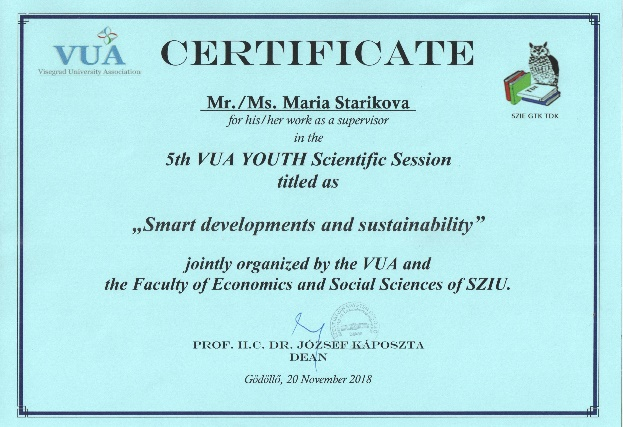 VUA
Visegrad University Association
CERTIFICATE
SZIE GTK TDK
Mr./Ms. Maria Starikova
for his/her work as a supervisor
in the
5th VUA YOUTH Scientific Session
titled as
„Smart developments and sustainability”
jointly organized by the VUA and
the Faculty of Economics and Social Sciences of SZIU.
PROF. H.C. DR. JÓZSEF KÁPOSZTA
DEAN
Gödöllő, 20 November 2018